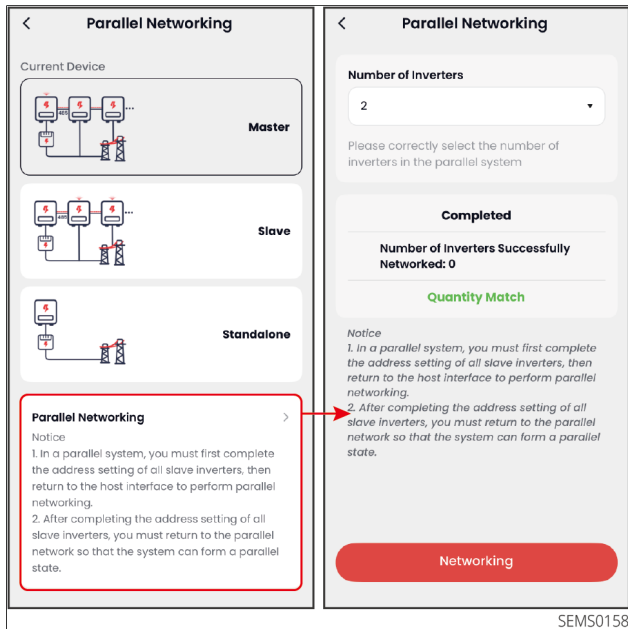 Parallel Networking
Current Device
485
Master
485
Slave
Standalone
Parallel Networking
Notice
1. In a parallel system, you must first complete
the address setting of all slave inverters, then
return to the host interface to perform parallel
networking.
2. After completing the address setting of all
slave inverters, you must return to the parallel
network so that the system can form a parallel
state.
Parallel Networking
Number of Inverters
2
Please correctly select the number of
inverters in the parallel system
Completed
Number of Inverters Successfully
Networked: 0
Quantity Match
Notice
1. In a parallel system, you must first complete
the address setting of all slave inverters, then
return to the host interface to perform parallel
networking.
2. After completing the address setting of all
slave inverters, you must return to the parallel
network so that the system can form a parallel
state.
Networking
SEMS0158